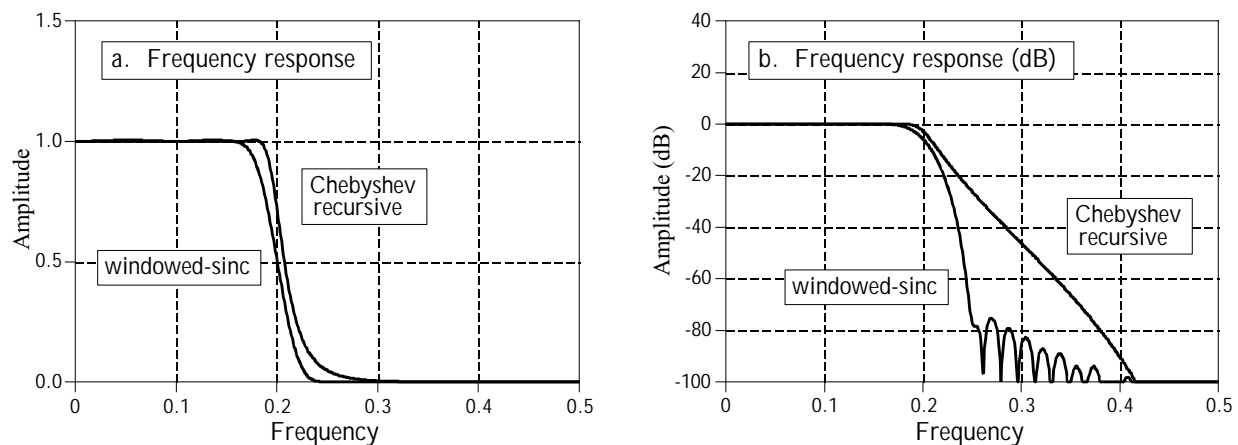 1.5
a. Frequency response
1.0
Chebyshev
recursive
Amplitude
0.5
windowed-sinc
0.0
0 0.1 0.2 0.3 0.4 0.5
Frequency
40
b. Frequency response (dB)
20
0
Amplitude (dB)
-20
-40
Chebyshev
recursive
-60
windowed-sinc
-80
-100
0 0.1 0.2 0.3 0.4 0.5
Frequency